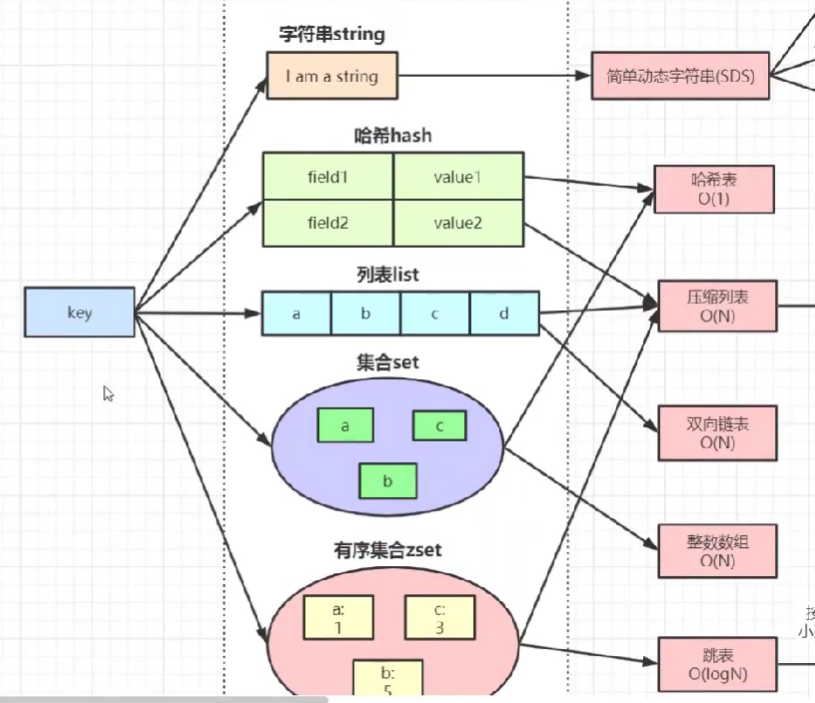 字符串string
I am a string
简单动态字符串(SDS)
哈希hash
field1
value1
field2
value2
哈希表
O(1)
列表list
key
a
b
c
d
压缩列表
O(N)
集合set
a
c
b
双向链表
O(N)
整数数组
O(N)
有序集合zset
a:
1
c:
3
b:
5
跳表
O(logN)